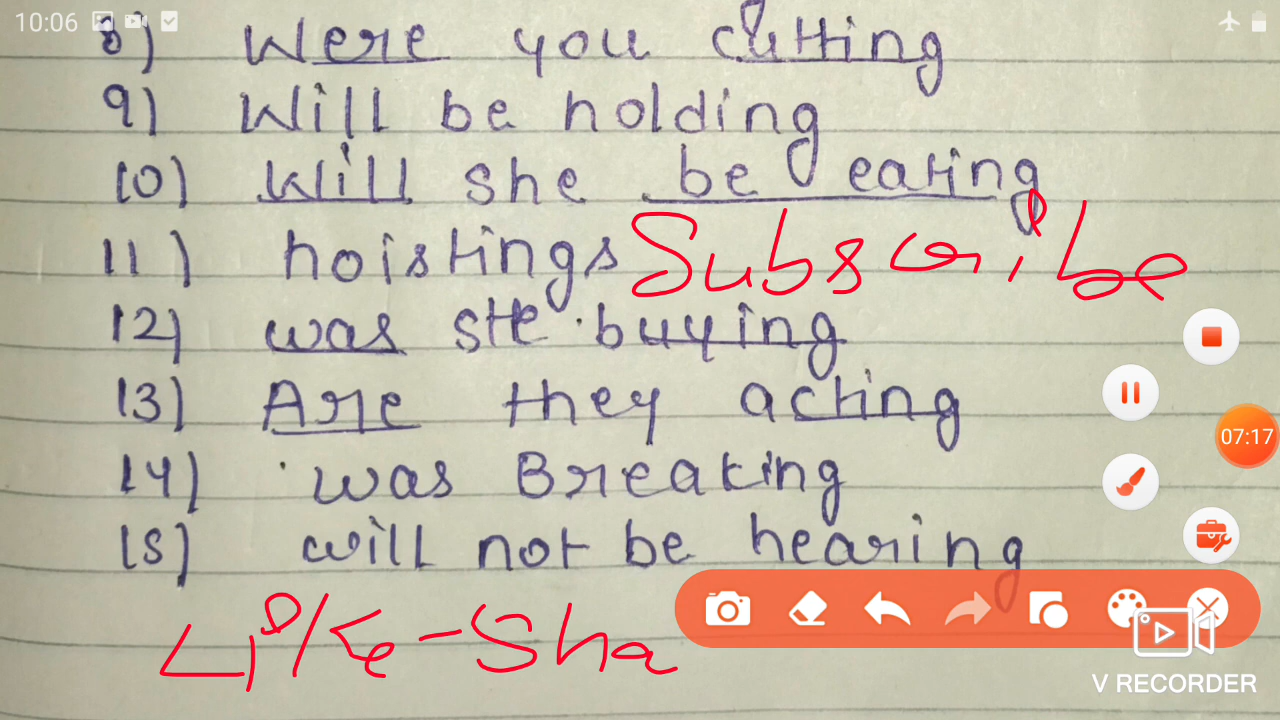 10:06
8) Were you cutting
9) Will be holding
10) Will she be eating
11) hoistings Subscribe
12) was she buying
13) Are they acting
14) was Breaking
15) will not be hearing
Like-Sha
07:17
V RECORDER